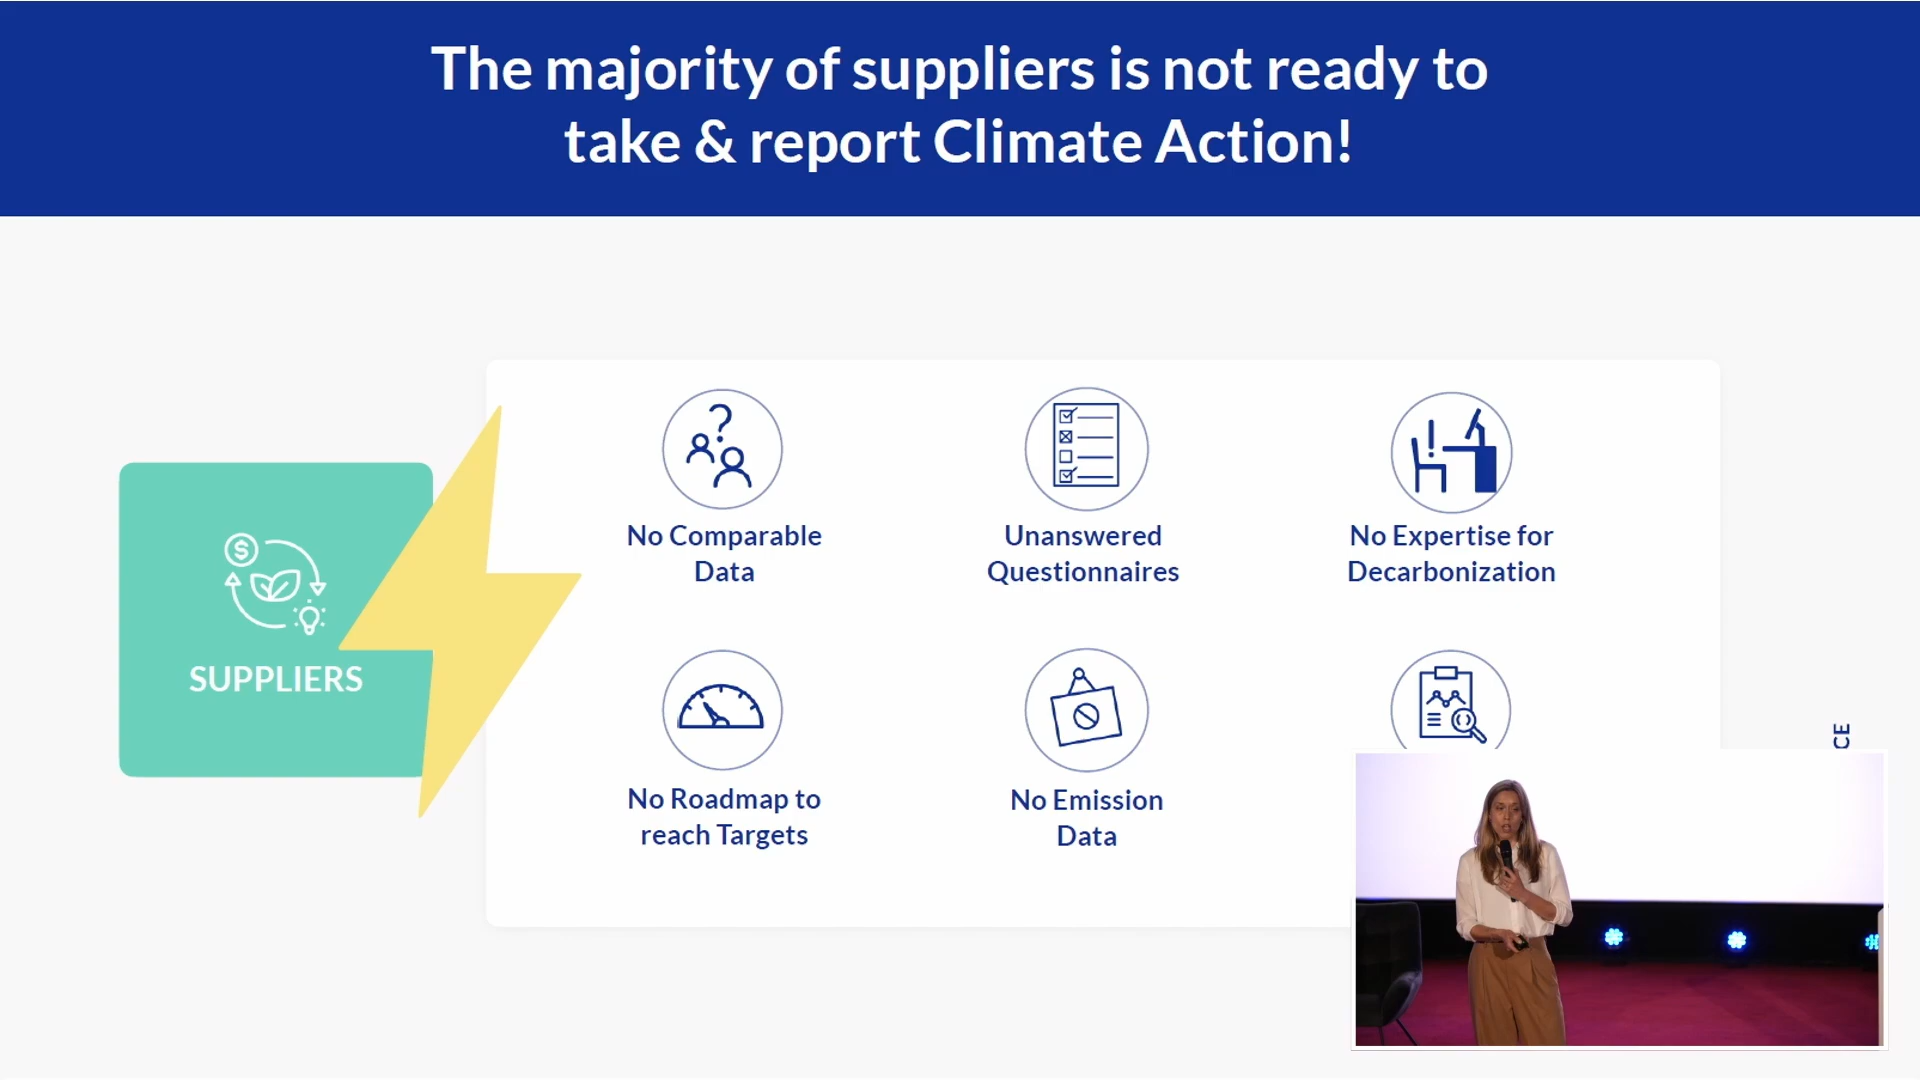 The majority of suppliers is not ready to
take & report Climate Action!
SUPPLIERS
No Comparable
Data
Unanswered
Questionnaires
No Expertise for
Decarbonization
No Roadmap to
reach Targets
No Emission
Data
CE